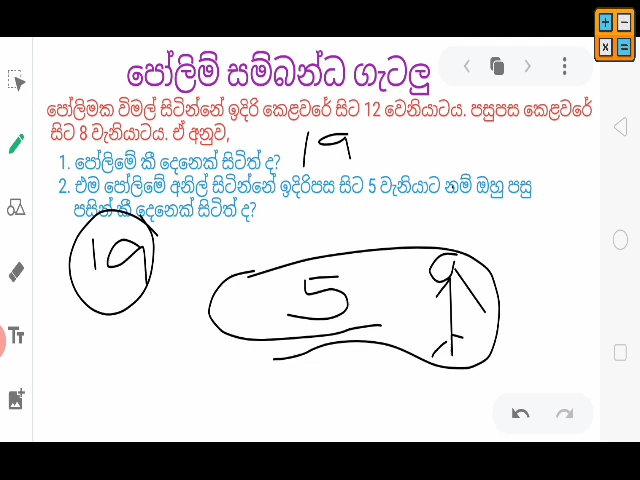 පෝලිම් සම්බන්ධ ගැටලු
පෝලිමක විමල් සිටින්නේ ඉදිරි කෙළවරේ සිට 12 වෙනියාටය. පසුපස කෙළවරේ
සිට 8 වැනියාටය. ඒ අනුව,
19
1. පෝලිමේ කී දෙනෙක් සිටිත් ද?
2. එම පෝලිමේ අනිල් සිටින්නේ ඉදිරිපස සිට 5 වැනියාට නම් ඔහු පසු
පසින් කී දෙනෙක් සිටිත් ද?
19
5
Tт